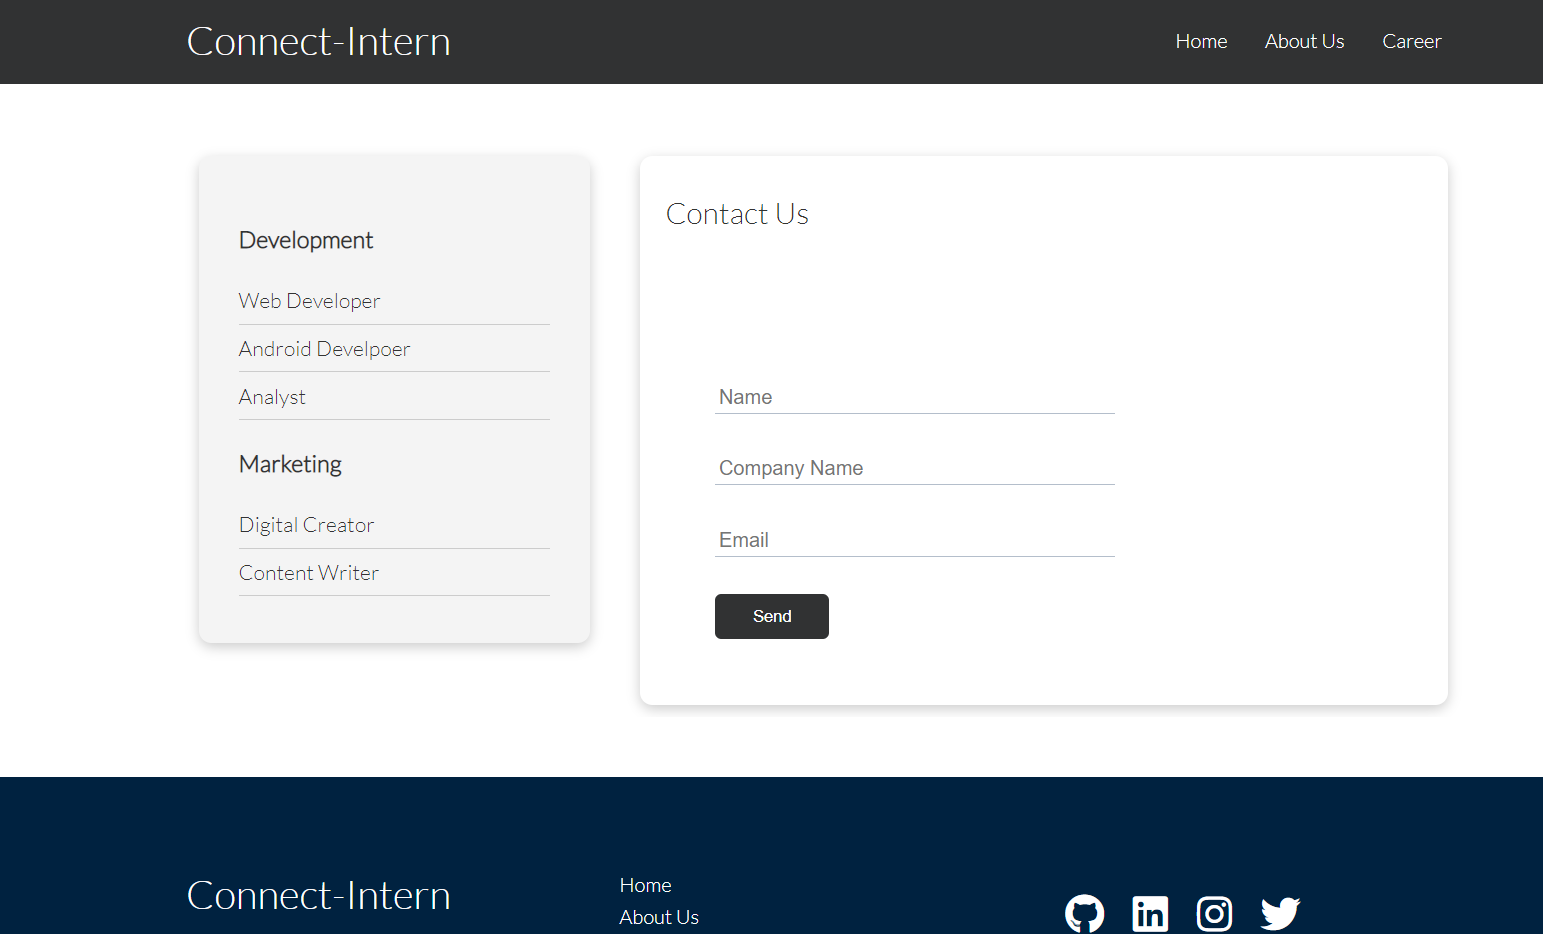 Connect-Intern
Home About Us Career
Development
Web Developer
Android Develpoer
Analyst
Marketing
Digital Creator
Content Writer
Contact Us
Name
Company Name
Email
Send
Connect-Intern
Home
About Us
in